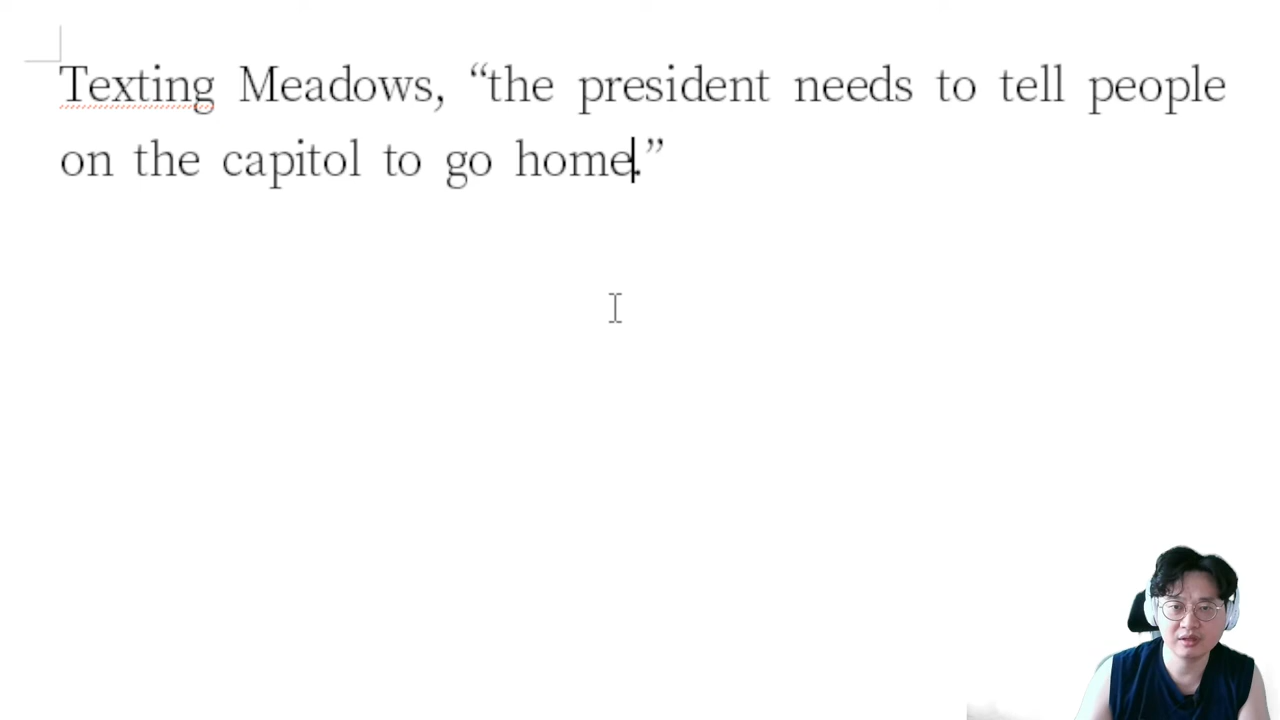 Texting Meadows, “the president needs to tell people
on the capitol to go home.”